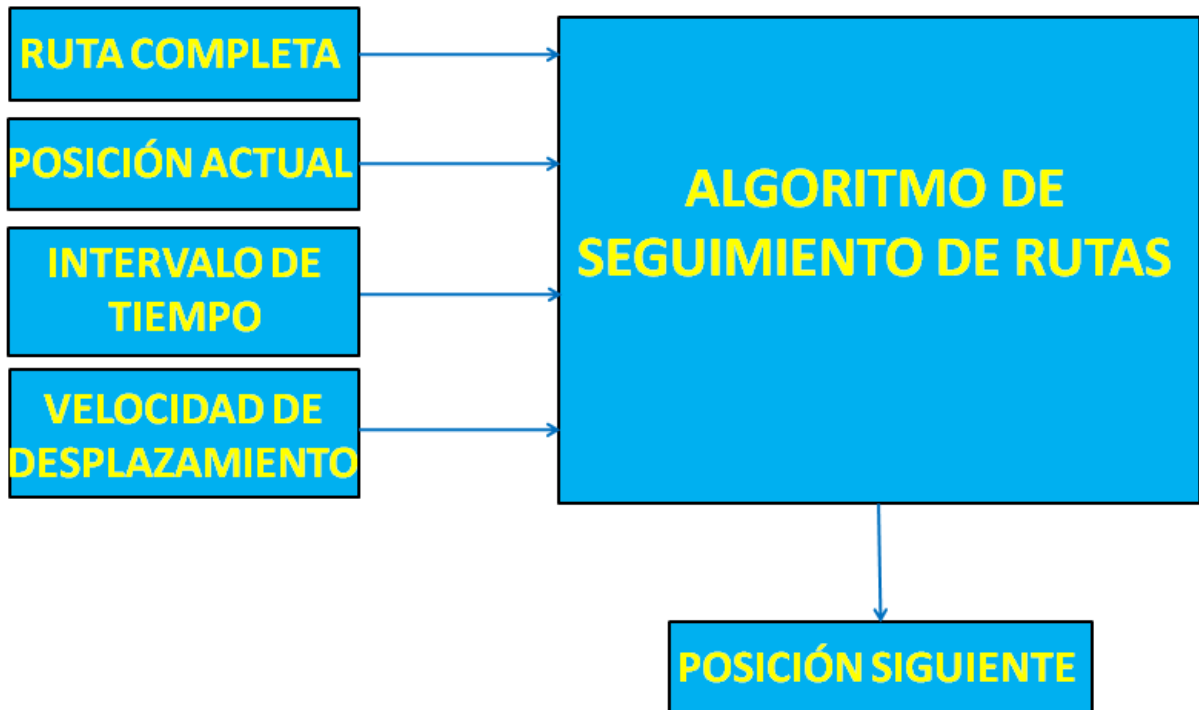 RUTA COMPLETA
POSICIÓN ACTUAL
INTERVALO DE
TIEMPO
VELOCIDAD DE
DESPLAZAMIENTO
ALGORITMO DE
SEGUIMIENTO DE RUTAS
POSICIÓN SIGUIENTE